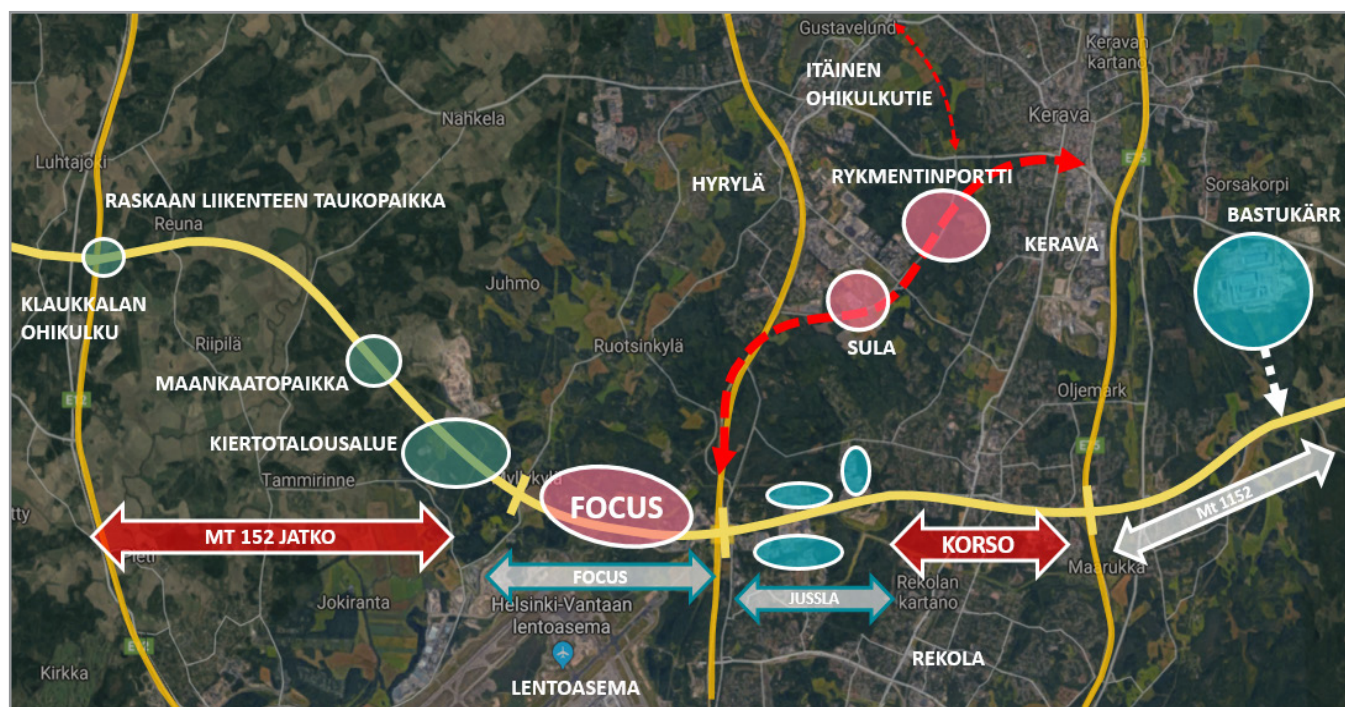 Gustavelund
ITÄINEN
OHIKULKUTIE
Keravan
kartano
Nahkela
Kerava
Luhtajoki
HYRYLÄ
RYKMENTINPORTTI
Sorsakorpi
RASKAAN LIIKENTEEN TAUKOPAIKKA
Reuna
BASTUKÄRR
KERAVA
KLAUKKALAN
OHIKULKU
Juhmo
Riipilä
Ruotsinkylä
SULA
MAANKAATOPAIKKA
Oljemark
E12
KIERTOTALOUSALUE
Tammirinne
FOCUS
Mt 1152
MT 152 JATKO
KORSO
FOCUS
Maarukka
JUSSLA
Rekolan
kartano
Jokiranta
Helsinki-Vantaan
lentoasema
REKOLA
Kirkka
LENTOASEMA